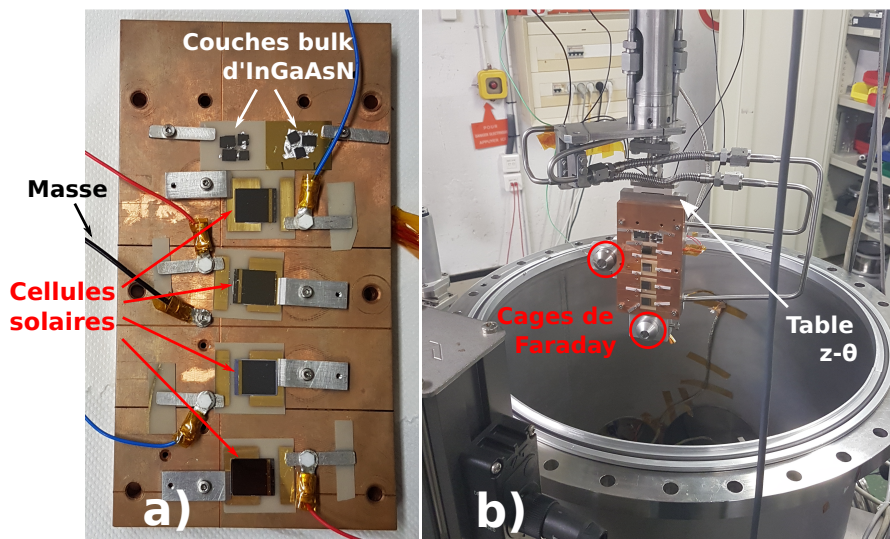 Couches bulk
d'InGaAsN
Masse
Cellules
solaires
a)
Cages de
Faraday
Table
z-θ
b)